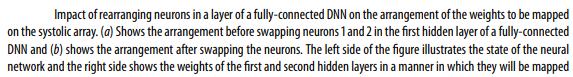 Impact of rearranging neurons in a layer of a fully-connected DNN on the arrangement of the weights to be mapped
on the systolic array. (a) Shows the arrangement before swapping neurons 1 and 2 in the first hidden layer of a fully-connected
DNN and (b) shows the arrangement after swapping the neurons. The left side of the figure illustrates the state of the neural
network and the right side shows the weights of the first and second hidden layers in a manner in which they will be mapped